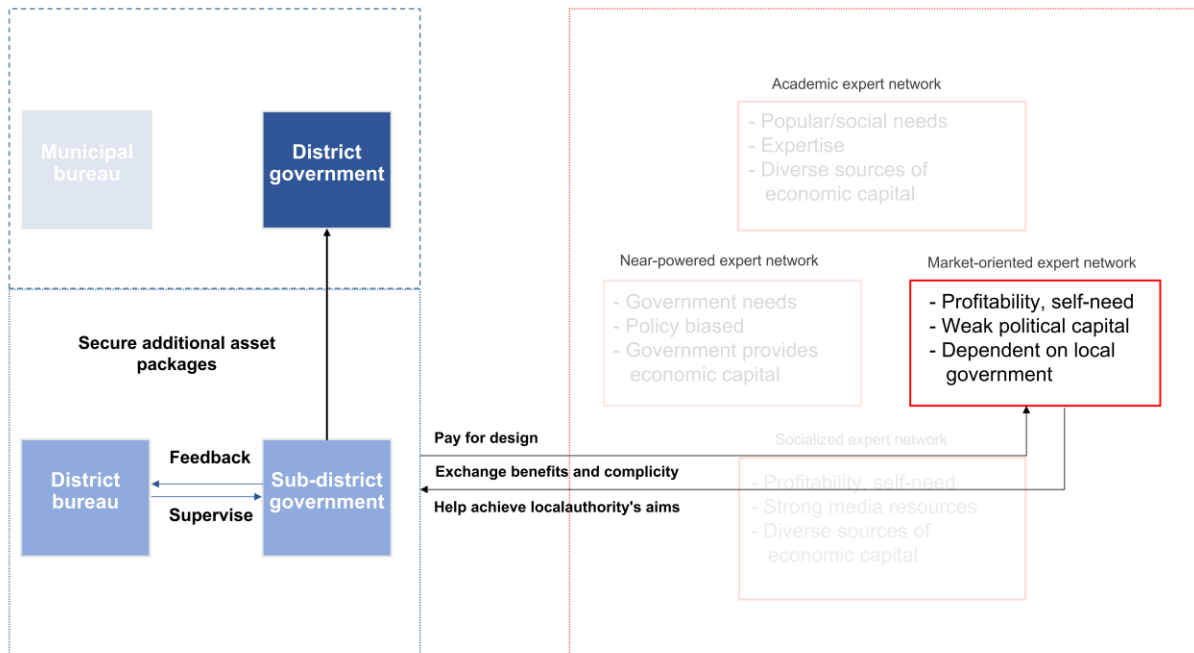 Academic expert network
- Popular/social needs
- Expertise
- Diverse sources of
economic capital
Municipal
bureau
District
government
Near-powered expert network
- Government needs
- Policy biased
- Government provides
economic capital
Market-oriented expert network
- Profitability, self-need
- Weak political capital
- Dependent on local
government
Secure additional asset
packages
District
bureau
Feedback
Supervise
Sub-district
government
Pay for design
Exchange benefits and complicity
Help achieve localauthority's aims
Socialized expert network
- Profitability, self-need
- Strong media resources
- Diverse sources of
economic capital